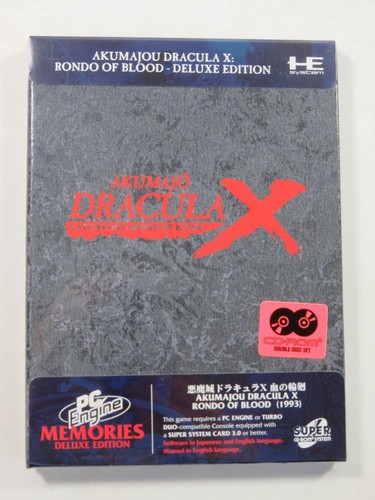 AKUMAJOU DRACULA X:
RONDO OF BLOOD - DELUXE EDITION
HE
system
AKUMAJŌ
DRACULA X
CD-ROM²
DOUBLE DISC SET
PC
Engine
MEMORIES
DELUXE EDITION
悪魔城ドラキュラX 血の輪廻
AKUMAJOU DRACULA X
RONDO OF BLOOD (1993)
This game requires a PC ENGINE or TURBO
DUO-compatible Console equipped with
a SUPER SYSTEM CARD 3.0 or better.
Software in Japanese and English language.
Manual in English language.
SUPER
CD-ROM² SYSTEM